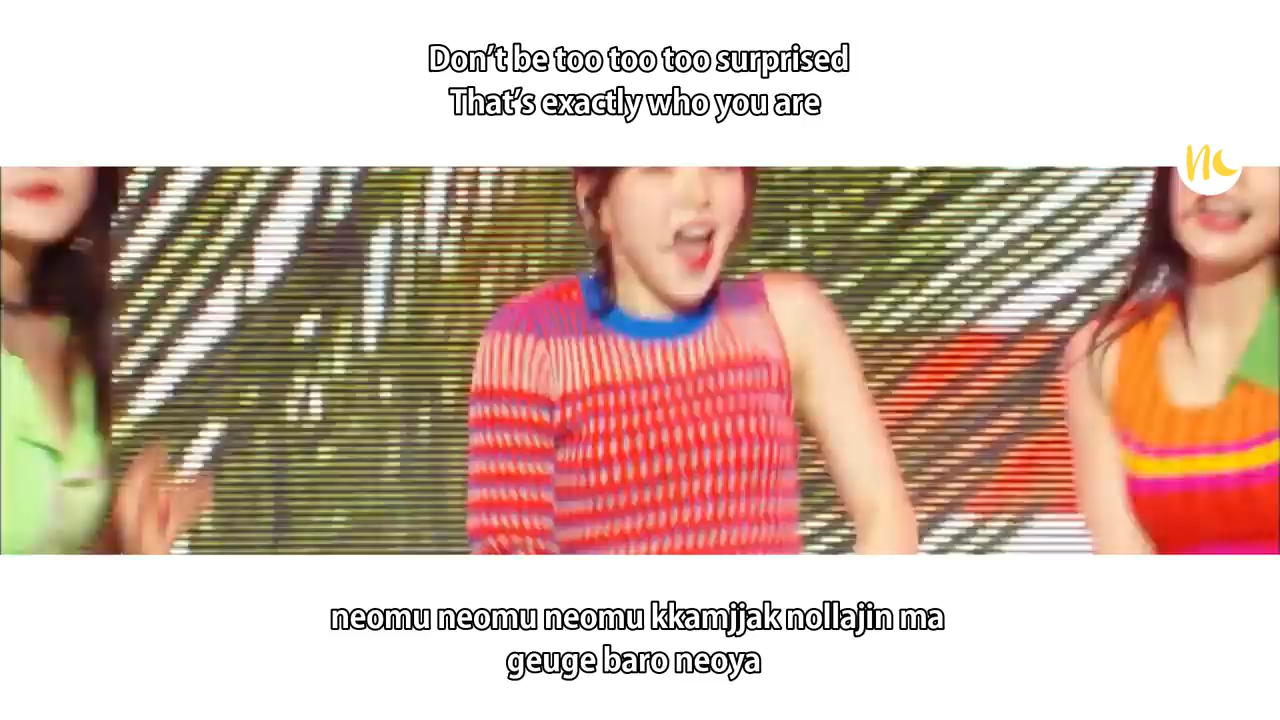 Don't be too too too surprised
That's exactly who you are
nc
neomu neomu neomu kkamjjak nollajin ma
geuge baro neoya